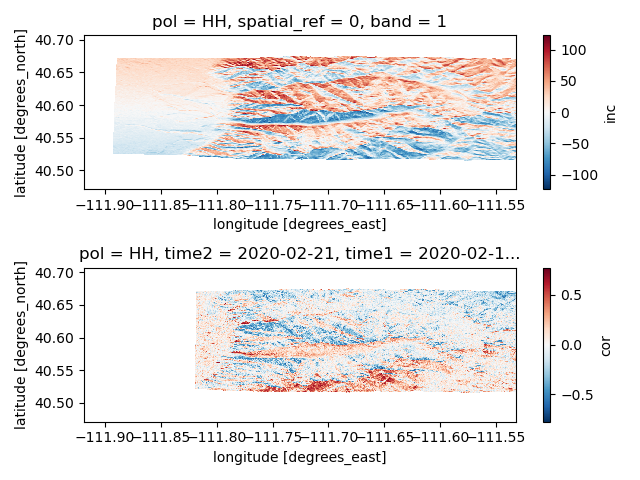 pol = HH, spatial_ref = 0, band = 1
latitude [degrees_north]
40.70
40.65
40.60
40.55
40.50
−111.90−111.85−111.80−111.75−111.70−111.65−111.60−111.55
longitude [degrees_east]
100
50
0
−50
−100
inc
pol = HH, time2 = 2020-02-21, time1 = 2020-02-1...
latitude [degrees_north]
40.70
40.65
40.60
40.55
40.50
−111.90−111.85−111.80−111.75−111.70−111.65−111.60−111.55
longitude [degrees_east]
0.5
0.0
−0.5
cor